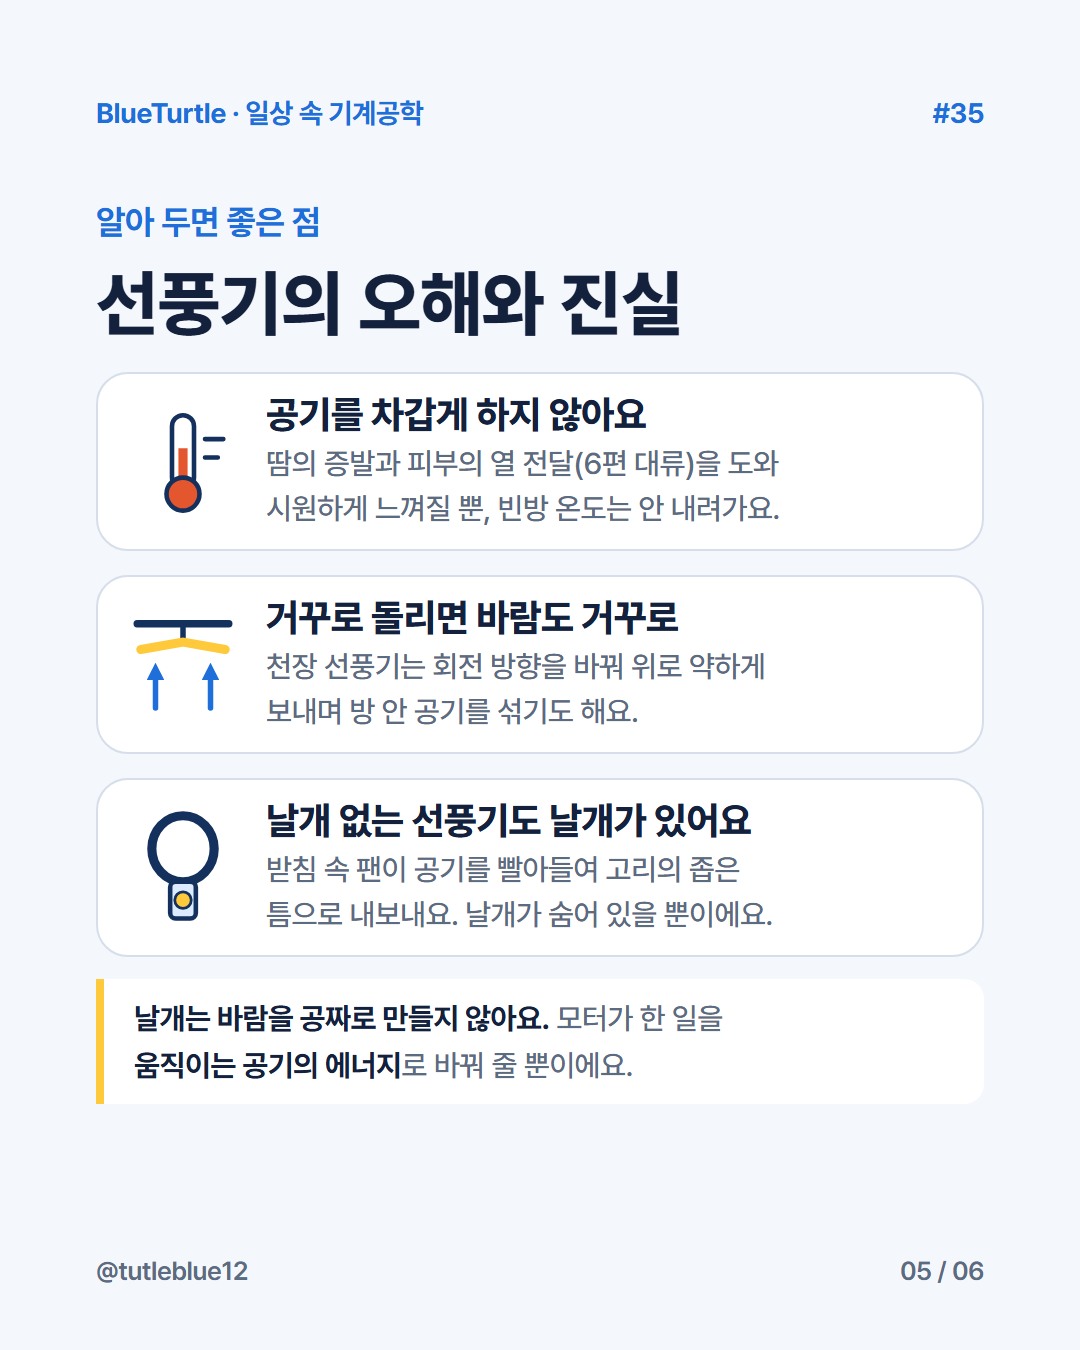 BlueTurtle · 일상 속 기계공학
#35
알아 두면 좋은 점
선풍기의 오해와 진실
공기를 차갑게 하지 않아요
땀의 증발과 피부의 열 전달(6편 대류)을 도와
시원하게 느껴질 뿐, 빈방 온도는 안 내려가요.
거꾸로 돌리면 바람도 거꾸로
천장 선풍기는 회전 방향을 바꿔 위로 약하게
보내며 방 안 공기를 섞기도 해요.
날개 없는 선풍기도 날개가 있어요
받침 속 팬이 공기를 빨아들여 고리의 좁은
틈으로 내보내요. 날개가 숨어 있을 뿐이에요.
날개는 바람을 공짜로 만들지 않아요. 모터가 한 일을
움직이는 공기의 에너지로 바꿔 줄 뿐이에요.
@tutleblue12
05 / 06